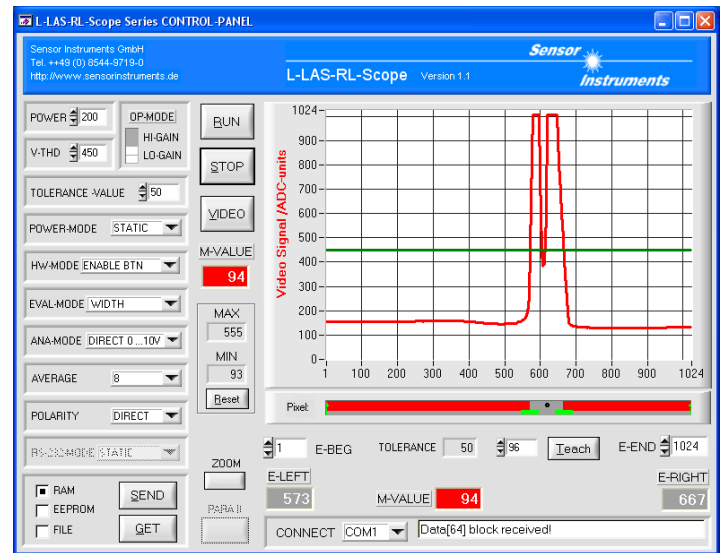 L-LAS-RL-Scope Series CONTROL-PANEL
Sensor Instruments GmbH
Tel. ++49 (0) 8544-9719-0
http://www.sensorinstruments.de
L-LAS-RL-Scope Version 1.1
Sensor
Instruments
POWER 200
OP-MODE
HI-GAIN
LO-GAIN
V-THD 450
TOLERANCE -VALUE 50
POWER-MODE STATIC
HW-MODE ENABLE BTN
EVAL-MODE WIDTH
ANA-MODE DIRECT 0...10V
AVERAGE 8
POLARITY DIRECT
RS-232-MODE STATIC
RAM
EEPROM
FILE
SEND
GET
RUN
STOP
VIDEO
M-VALUE
94
MAX
555
MIN
93
Reset
ZOOM
PARA II
Video Signal /ADC-units
1024
900
800
700
600
500
400
300
200
100
0
1 100 200 300 400 500 600 700 800 900 1024
Pixel:
1 E-BEG TOLERANCE 50 96 Teach E-END 1024
E-LEFT
573
M-VALUE 94
E-RIGHT
667
CONNECT COM1 Data[64] block received!